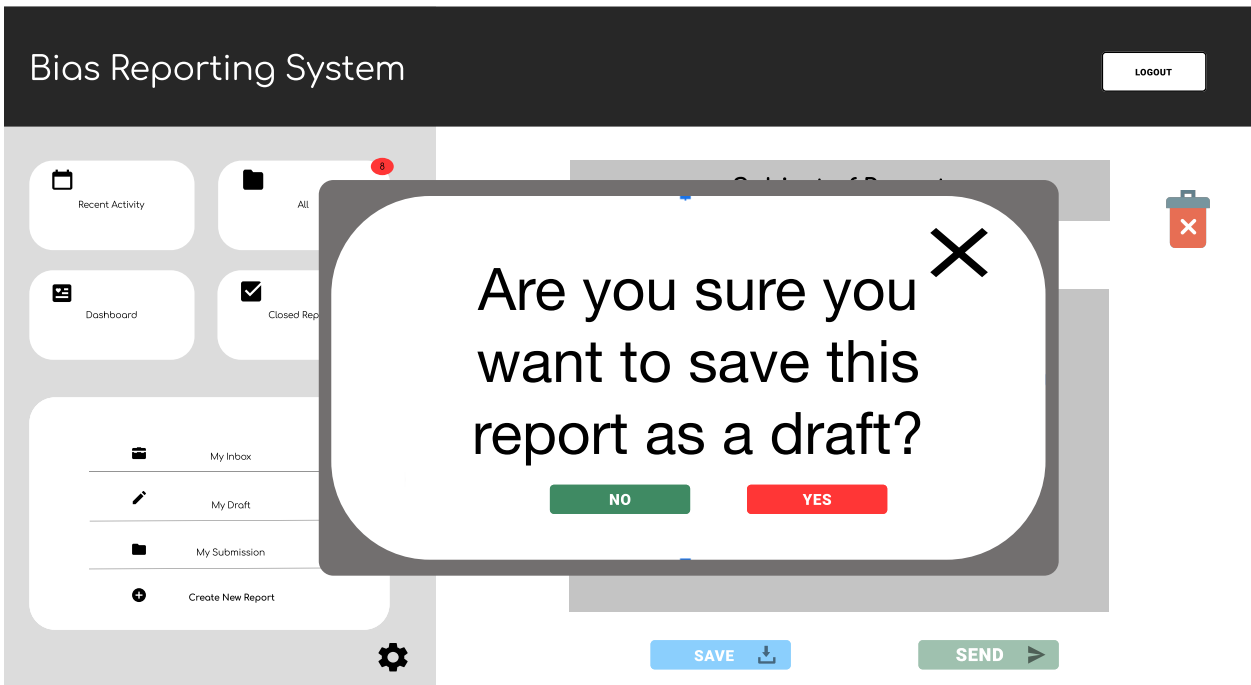 Bias Reporting System
LOGOUT
8
Recent Activity
All
Dashboard
Closed Rep
Are you sure you
want to save this
report as a draft?
NO
YES
My Inbox
My Draft
My Submission
Create New Report
SAVE
SEND